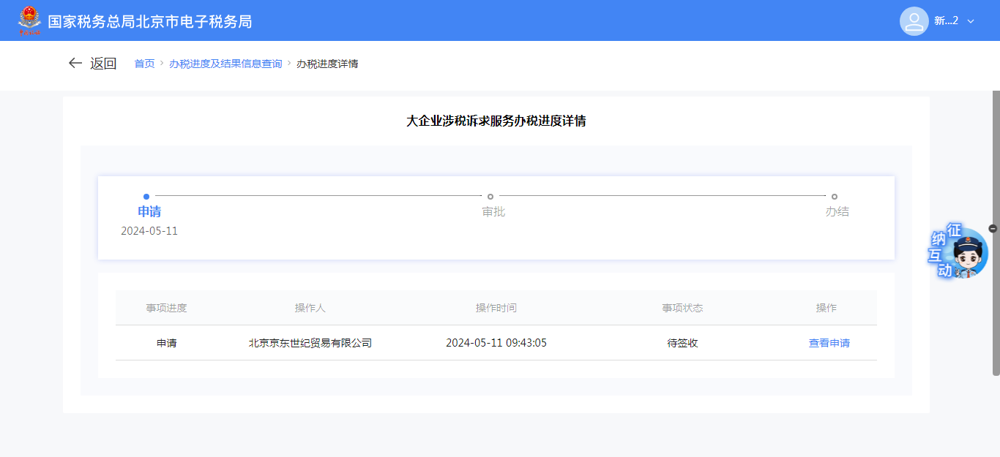 国家税务总局北京市电子税务局
新...2
返回 首页 > 办税进度及结果信息查询 > 办税进度详情
大企业涉税诉求服务办税进度详情
申请 审批 办结
2024-05-11
事项进度 操作人 操作时间 事项状态 操作
申请 北京京东世纪贸易有限公司 2024-05-11 09:43:05 待签收 查看申请
征纳互动